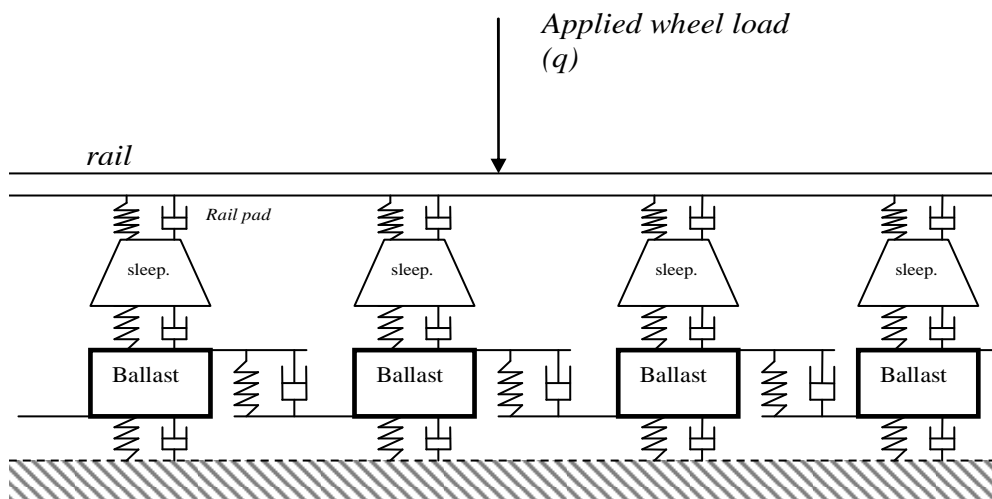 Applied wheel load
(q)
rail
Rail pad
sleep. sleep. sleep. sleep.
Ballast Ballast Ballast Ballast